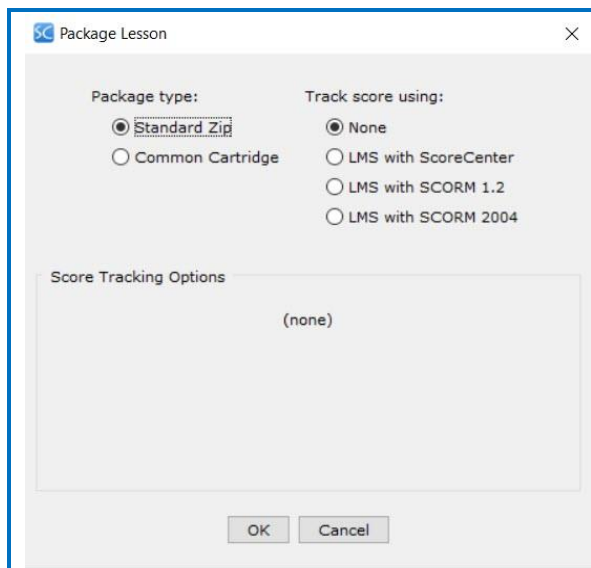 SC Package Lesson
Package type:
Standard Zip
Common Cartridge
Track score using:
None
LMS with ScoreCenter
LMS with SCORM 1.2
LMS with SCORM 2004
Score Tracking Options
(none)
OK Cancel